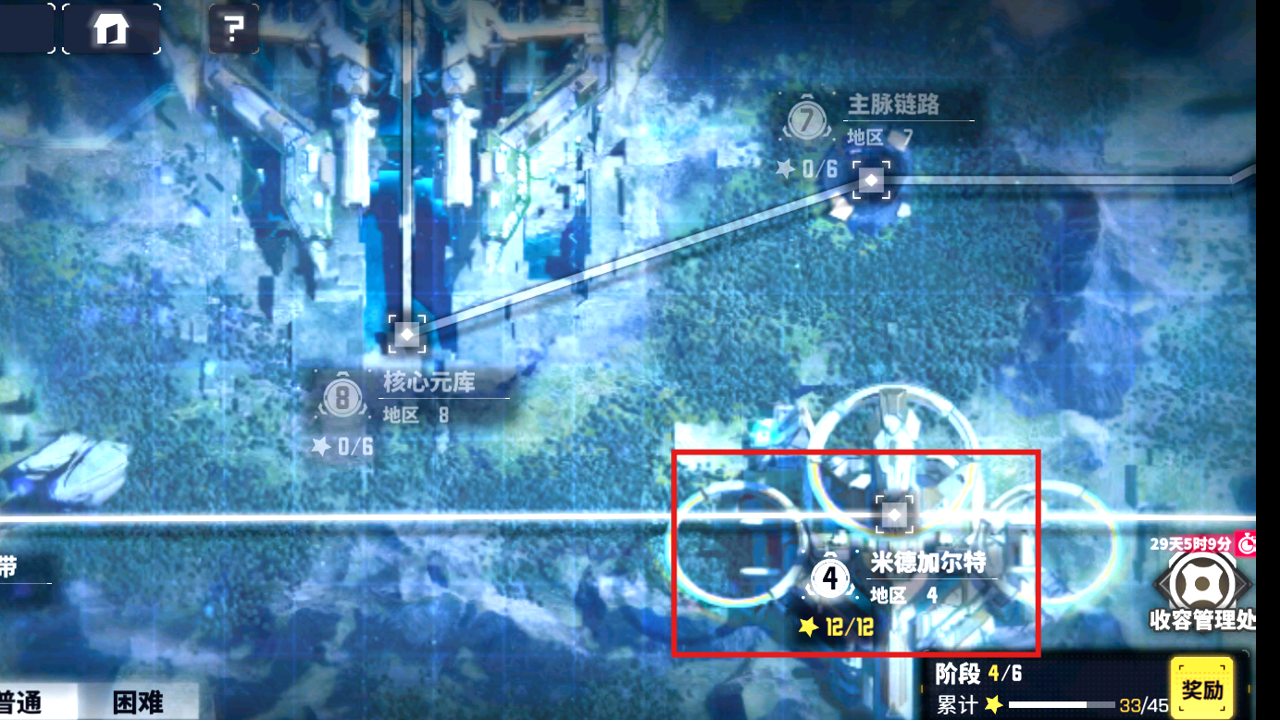 ?
7
主脉链路
地区 7
0/6
8
核心元库
地区 8
0/6
带
4
米德加尔特
地区 4
12/12
29天5时9分
收容管理处
阶段 4/6
累计 33/45
奖励
普通
困难